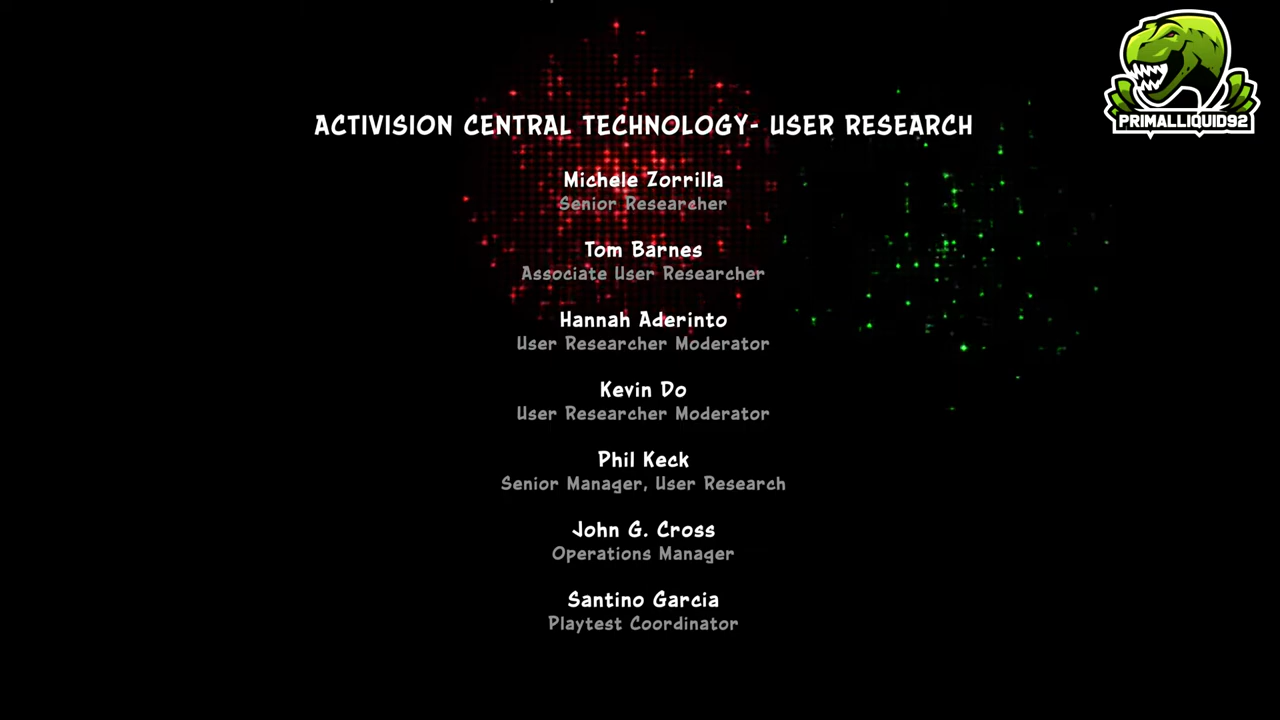 ACTIVISION CENTRAL TECHNOLOGY- USER RESEARCH
PRIMALLIQUID92
Michele Zorrilla
Senior Researcher
Tom Barnes
Associate User Researcher
Hannah Aderinto
User Researcher Moderator
Kevin Do
User Researcher Moderator
Phil Keck
Senior Manager, User Research
John G. Cross
Operations Manager
Santino Garcia
Playtest Coordinator